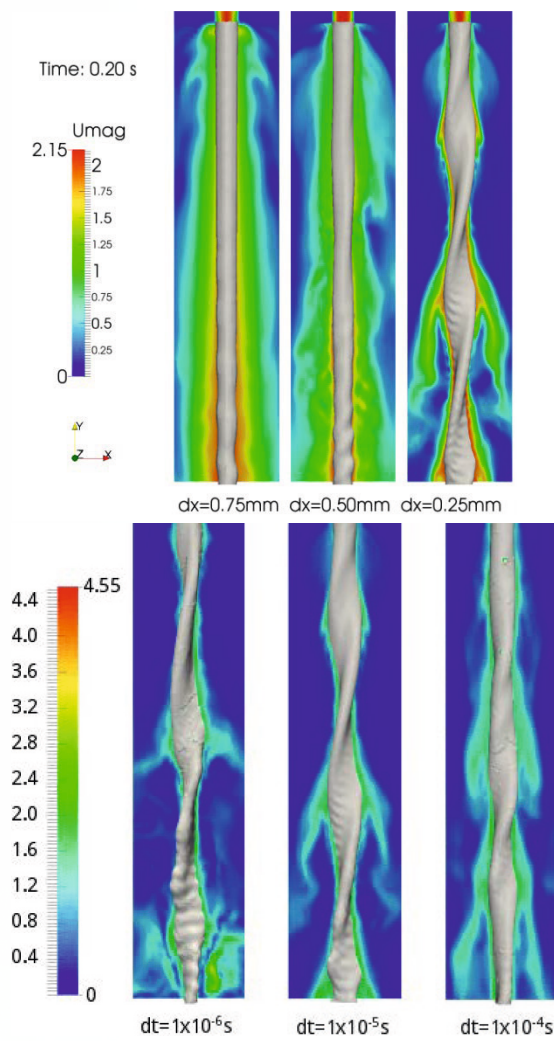 Time: 0.20 s
Umag
2.15
2
1.75
1.5
1.25
1
0.75
0.5
0.25
0
Y
Z
X
dx=0.75mm
dx=0.50mm
dx=0.25mm
4.55
4.4
4.0
3.6
3.2
2.8
2.4
2.0
1.6
1.2
0.8
0.4
0
dt=1x10⁻⁶s
dt=1x10⁻⁵s
dt=1x10⁻⁴s